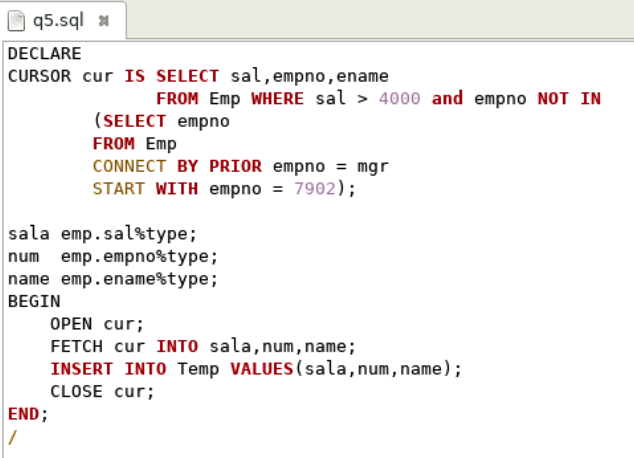 q5.sql
DECLARE
CURSOR cur IS SELECT sal,empno,ename
FROM Emp WHERE sal > 4000 and empno NOT IN
(SELECT empno
FROM Emp
CONNECT BY PRIOR empno = mgr
START WITH empno = 7902);
sala emp.sal%type;
num  emp.empno%type;
name emp.ename%type;
BEGIN
OPEN cur;
FETCH cur INTO sala,num,name;
INSERT INTO Temp VALUES(sala,num,name);
CLOSE cur;
END;
/